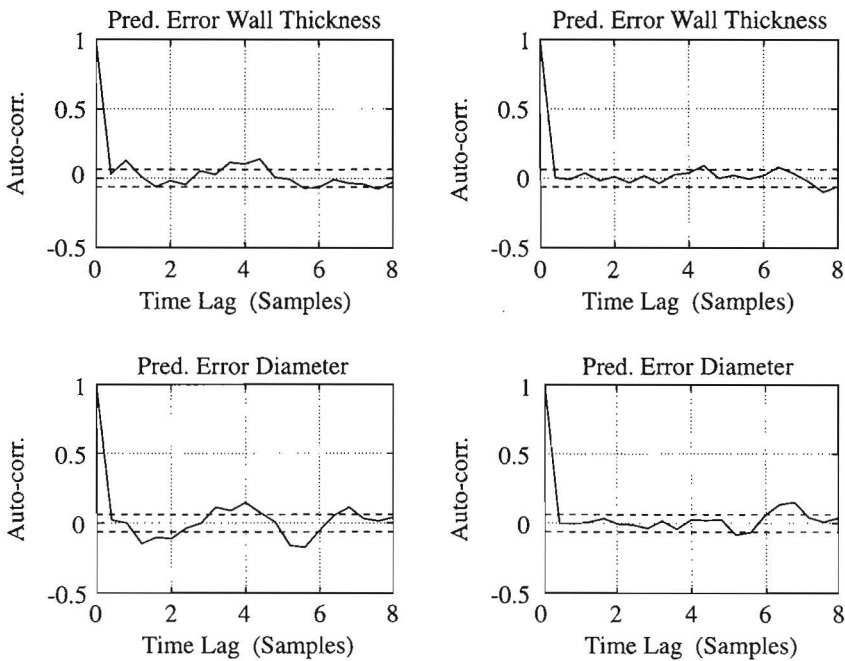 Pred. Error Wall Thickness
1
0.5
0
-0.5
Auto-corr.
0 2 4 6 8
Time Lag (Samples)
Pred. Error Wall Thickness
1
0.5
0
-0.5
Auto-corr.
0 2 4 6 8
Time Lag (Samples)
Pred. Error Diameter
1
0.5
0
-0.5
Auto-corr.
0 2 4 6 8
Time Lag (Samples)
Pred. Error Diameter
1
0.5
0
-0.5
Auto-corr.
0 2 4 6 8
Time Lag (Samples)